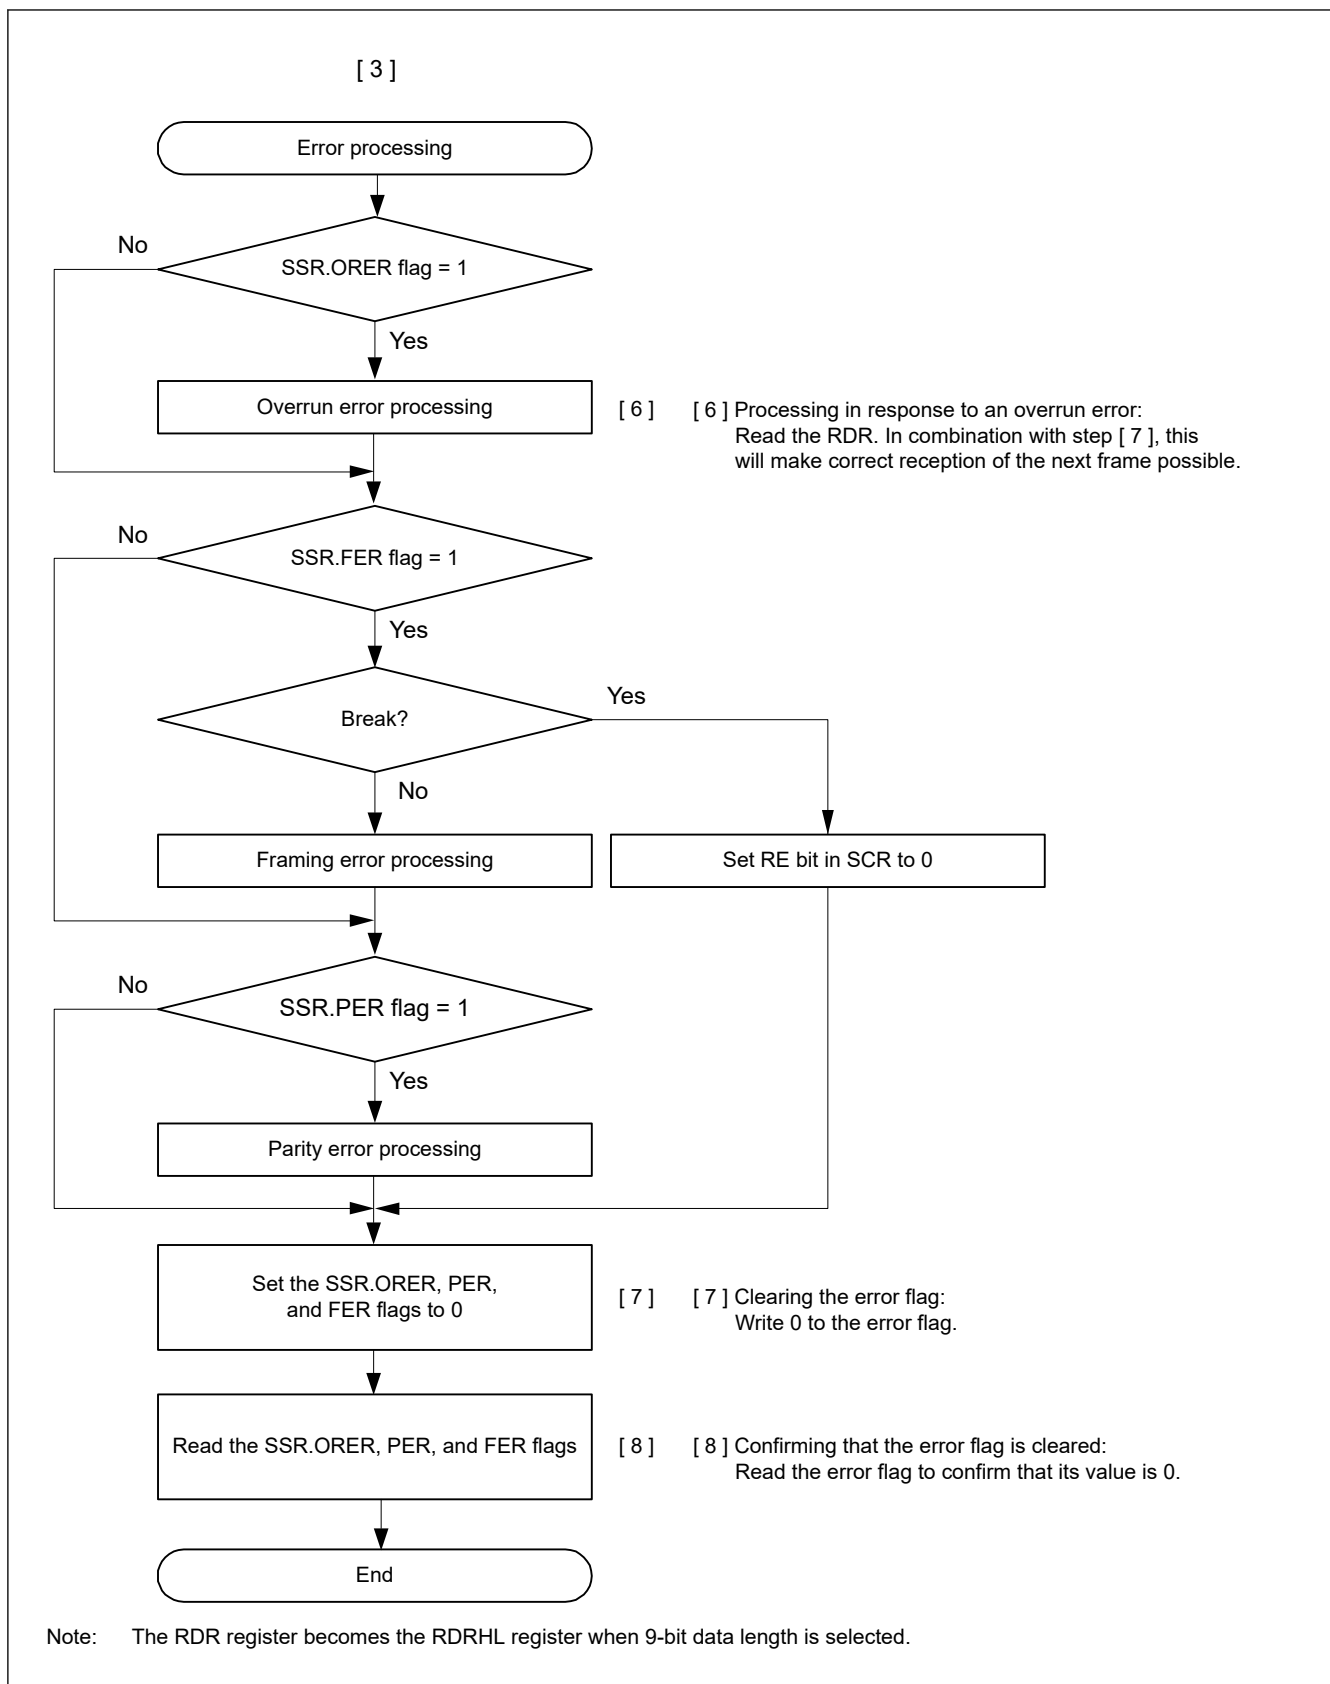 [ 3 ]
Error processing
No
SSR.ORER flag = 1
Yes
Overrun error processing
[ 6 ]
[ 6 ] Processing in response to an overrun error:
Read the RDR. In combination with step [ 7 ], this
will make correct reception of the next frame possible.
No
SSR.FER flag = 1
Yes
Break?
Yes
No
Framing error processing
Set RE bit in SCR to 0
No
SSR.PER flag = 1
Yes
Parity error processing
Set the SSR.ORER, PER,
and FER flags to 0
[ 7 ]
[ 7 ] Clearing the error flag:
Write 0 to the error flag.
Read the SSR.ORER, PER, and FER flags
[ 8 ]
[ 8 ] Confirming that the error flag is cleared:
Read the error flag to confirm that its value is 0.
End
Note: The RDR register becomes the RDRHL register when 9-bit data length is selected.